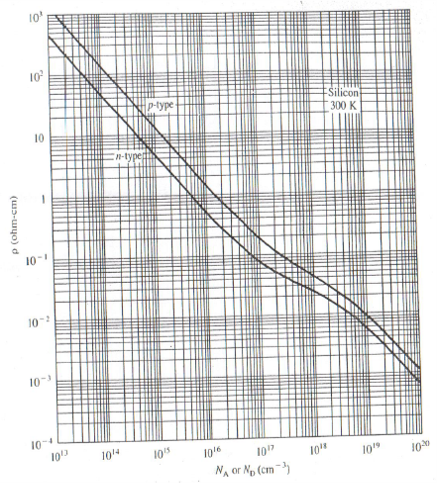 10³
10²
10
1
10⁻¹
10⁻²
10⁻³
10⁻⁴
ρ (ohm-cm)
p-type
n-type
Silicon
300 K
10¹³ 10¹⁴ 10¹⁵ 10¹⁶ 10¹⁷ 10¹⁸ 10¹⁹ 10²⁰
N_A or N_D (cm⁻³)